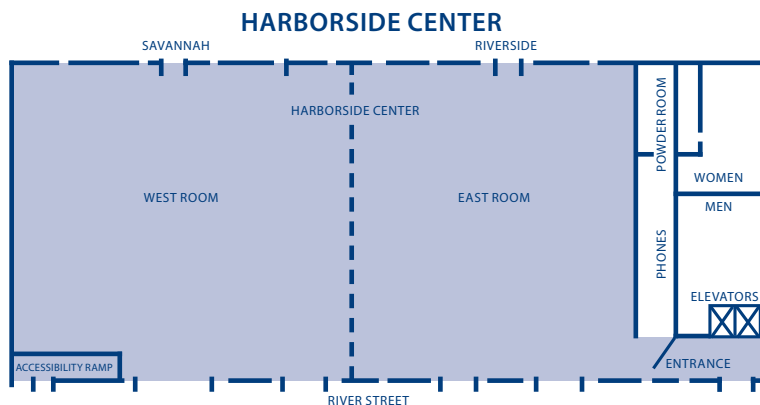 HARBORSIDE CENTER
SAVANNAH
RIVERSIDE
HARBORSIDE CENTER
POWDER ROOM
WEST ROOM
EAST ROOM
WOMEN
MEN
PHONES
ELEVATORS
ACCESSIBILITY RAMP
ENTRANCE
RIVER STREET